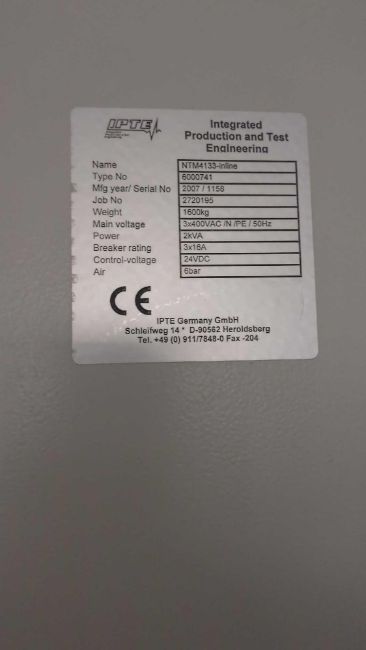 IPTE
Integrated
Production and Test
Engineering
Name NTM4133-inline
Type No 6000741
Mfg year/ Serial No 2007 / 1158
Job No 2720195
Weight 1600kg
Main voltage 3x400VAC /N /PE / 50Hz
Power 2kVA
Breaker rating 3x16A
Control-voltage 24VDC
Air 6bar
CE
IPTE Germany GmbH
Schleifweg 14 * D-90562 Heroldsberg
Tel. +49 (0) 911/7848-0 Fax -204